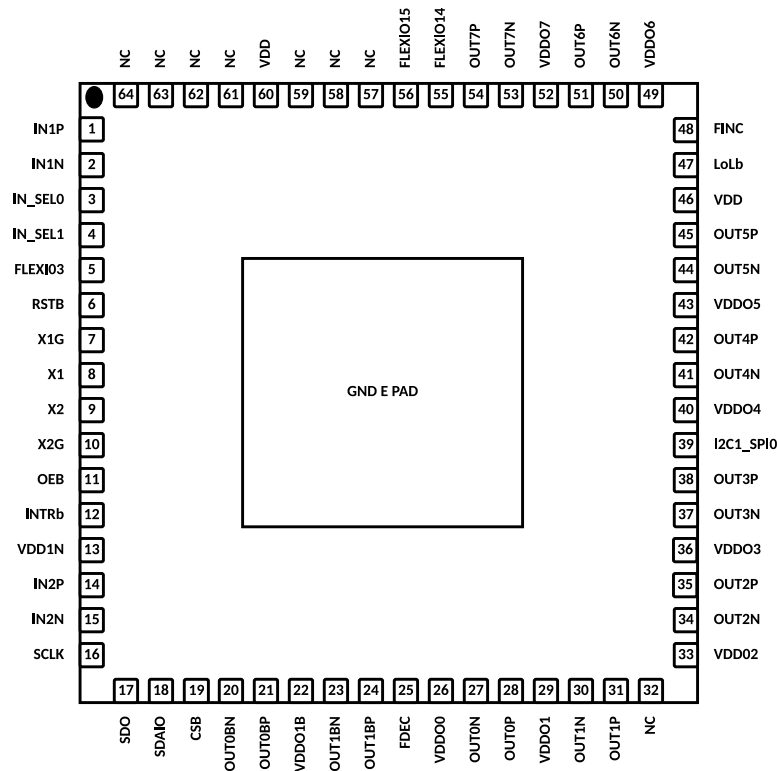 NC NC NC NC VDD NC NC NC FLEXIO15 FLEXIO14 OUT7P OUT7N VDDO7 OUT6P OUT6N VDDO6
64 63 62 61 60 59 58 57 56 55 54 53 52 51 50 49
IN1P 1 48 FINC
IN1N 2 47 LoLb
IN_SEL0 3 46 VDD
IN_SEL1 4 45 OUT5P
FLEXI03 5 44 OUT5N
RSTB 6 43 VDDO5
X1G 7 42 OUT4P
X1 8 41 OUT4N
GND E PAD
X2 9 40 VDDO4
X2G 10 39 I2C1_SPI0
OEB 11 38 OUT3P
INTRb 12 37 OUT3N
VDD1N 13 36 VDDO3
IN2P 14 35 OUT2P
IN2N 15 34 OUT2N
SCLK 16 33 VDD02
17 18 19 20 21 22 23 24 25 26 27 28 29 30 31 32
SDO SDAIO CSB OUT0BN OUT0BP VDDO1B OUT1BN OUT1BP FDEC VDDO0 OUT0N OUT0P VDDO1 OUT1N OUT1P NC